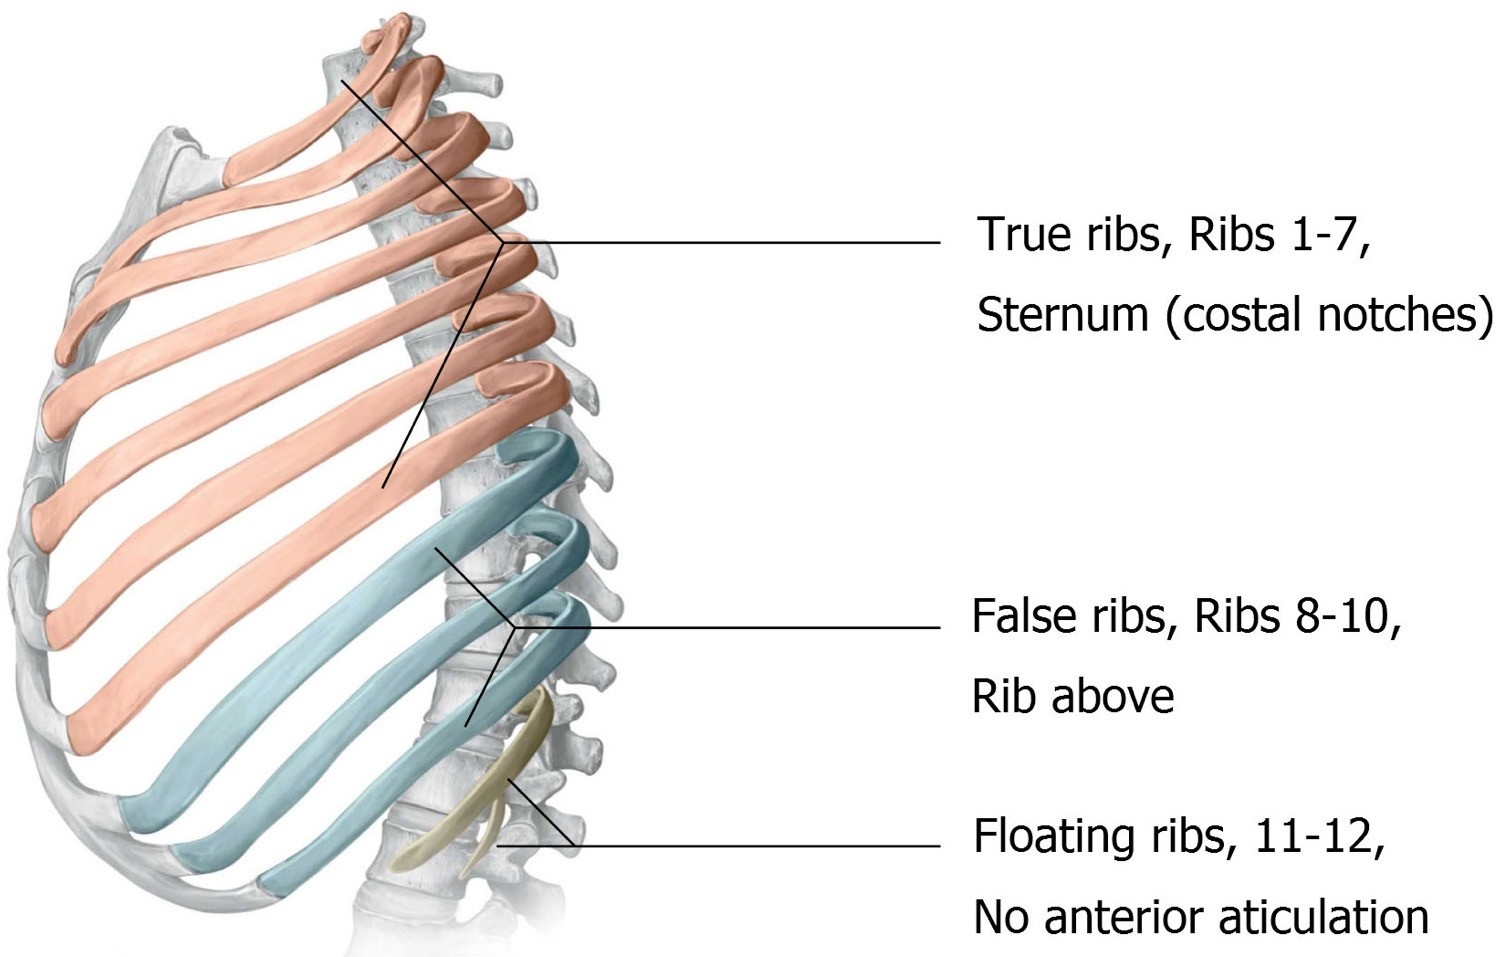 True ribs, Ribs 1-7,
Sternum (costal notches)
False ribs, Ribs 8-10,
Rib above
Floating ribs, 11-12,
No anterior aticulation